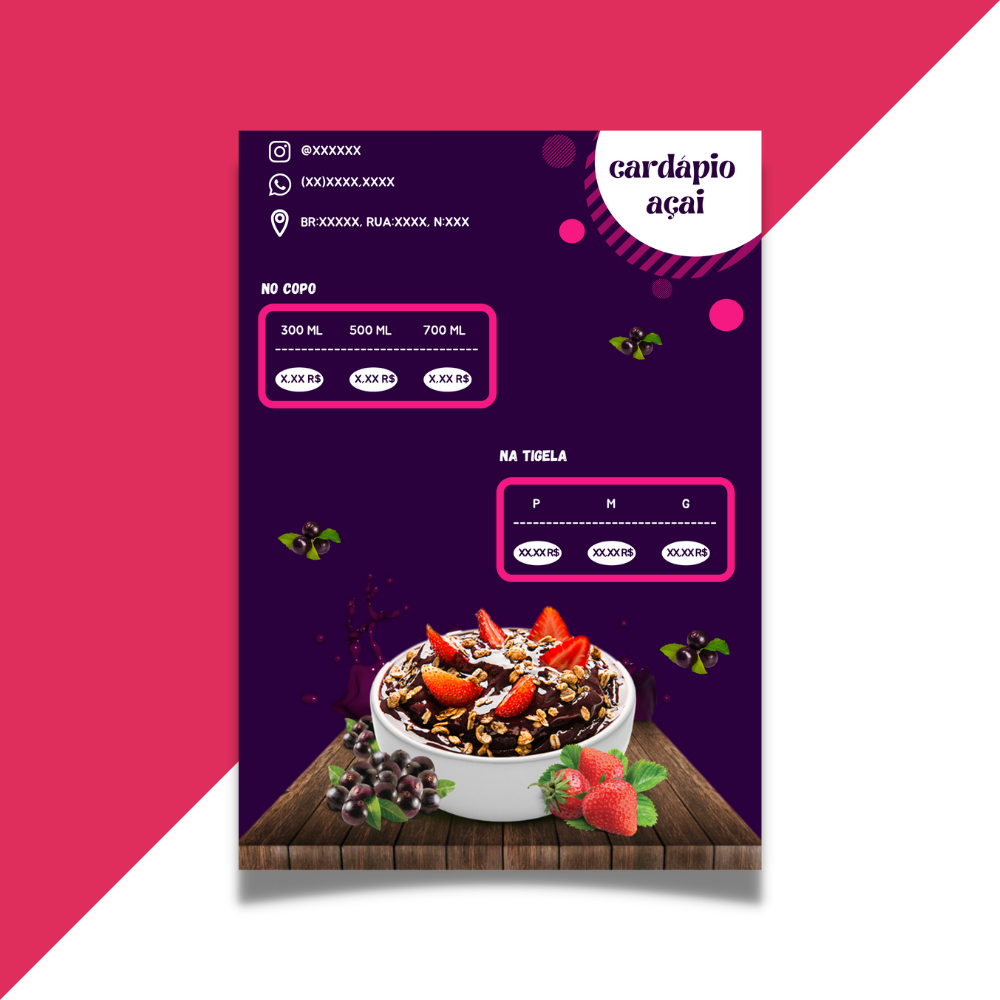 @XXXXXX
(XX)XXXX,XXXX
BR:XXXXX, RUA:XXXX, N:XXX
cardápio
açai
NO COPO
300 ML 500 ML 700 ML
--------------------------------
X,XX R$ X,XX R$ X,XX R$
NA TIGELA
P M G
--------------------------------
XX,XX R$ XX,XX R$ XX,XX R$